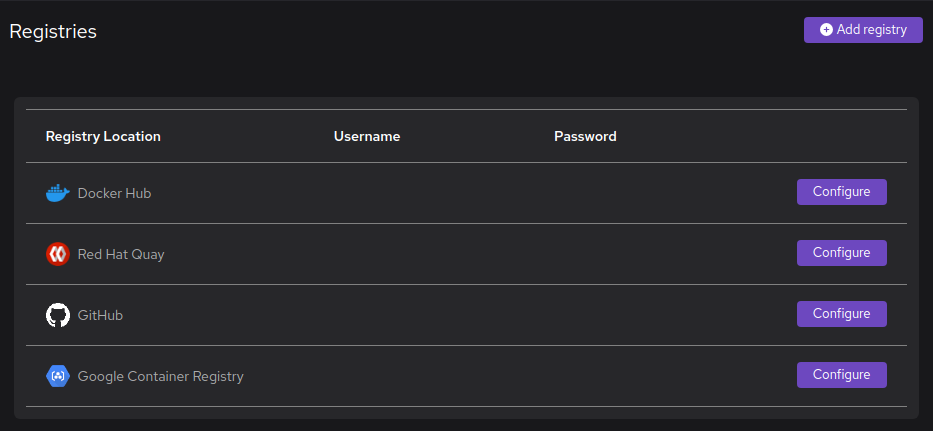 Registries
Add registry
Registry Location Username Password
Docker Hub Configure
Red Hat Quay Configure
GitHub Configure
Google Container Registry Configure